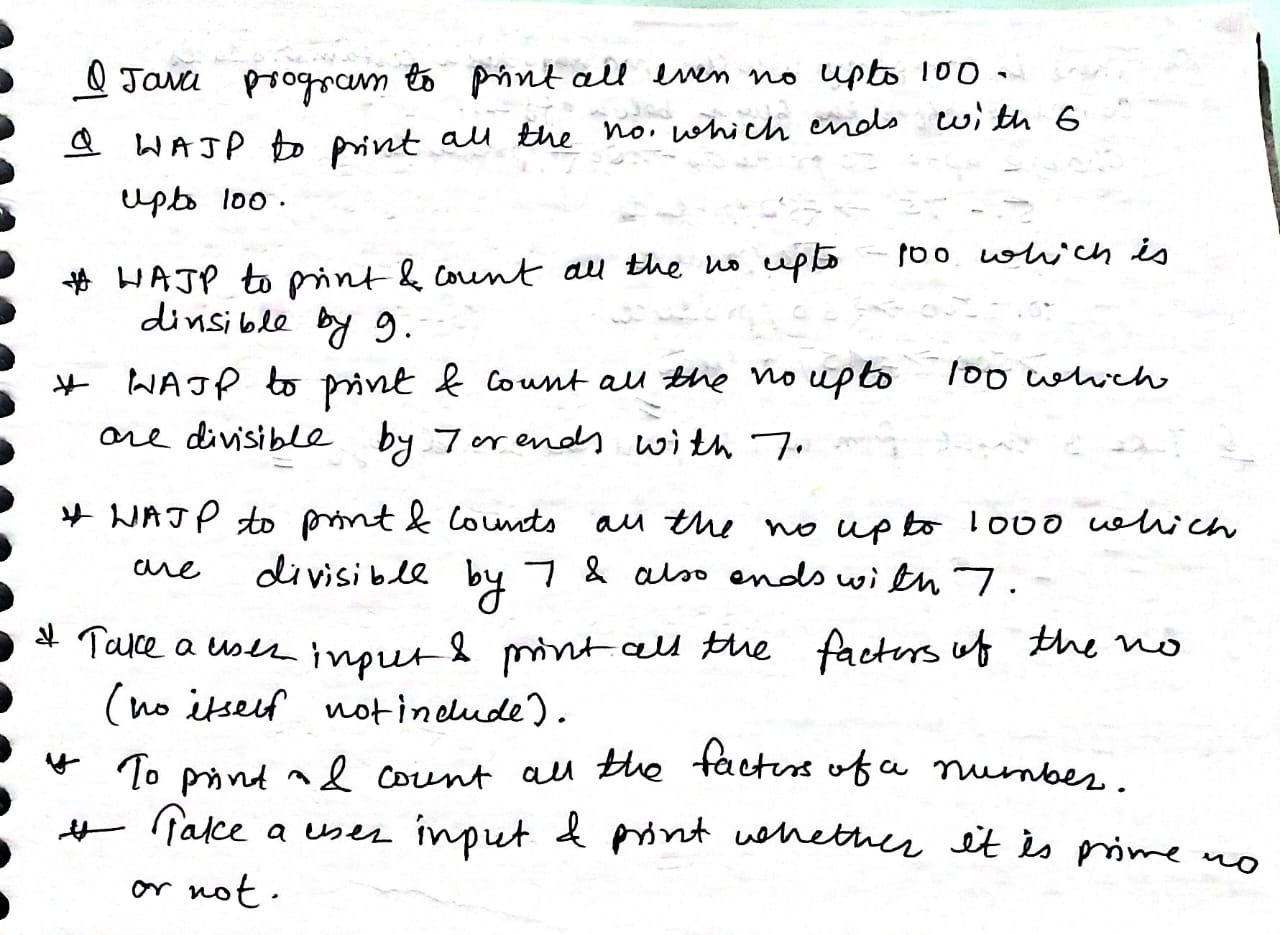 Q Java program to print all even no upto 100.
Q WAJP to print all the no. which ends with 6
upto 100.
* WAJP to print & count all the no upto 100 which is
divisible by 9.
* WAJP to print & count all the no upto 100 which
are divisible by 7 or ends with 7.
* WAJP to print & counts all the no upto 1000 which
are divisible by 7 & also ends with 7.
* Take a user input & print all the factors of the no
(no itself not include).
* To print & count all the factors of a number.
* Take a user input & print whether it is prime no
or not.